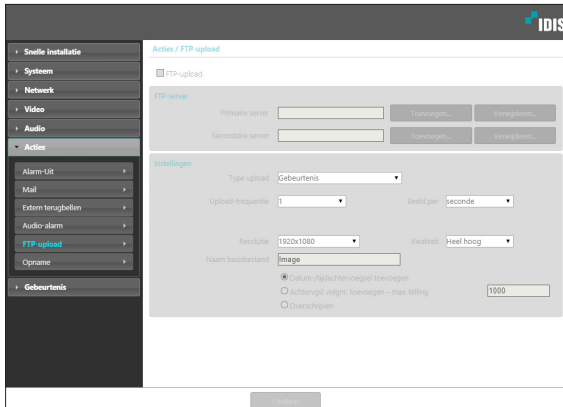 IDIS
Snelle installatie
Systeem
Netwerk
Video
Audio
Acties
Alarm-Uit
Mail
Extern terugbellen
Audio-alarm
FTP-upload
Opname
Gebeurtenis
Acties / FTP-upload
FTP-upload
FTP-server
Primaire server Toevoegen... Verwijderen...
Secondaire server Toevoegen... Verwijderen...
Instellingen
Type upload Gebeurtenis
Upload-frequentie 1 Beeld per seconde
Resolutie 1920x1080 Kwaliteit Heel hoog
Naam basisbestand Image
Datum-/tijdachtervoegsel toevoegen
Achtervgsl volgnr. toevoegen – max. telling 1000
Overschrijven